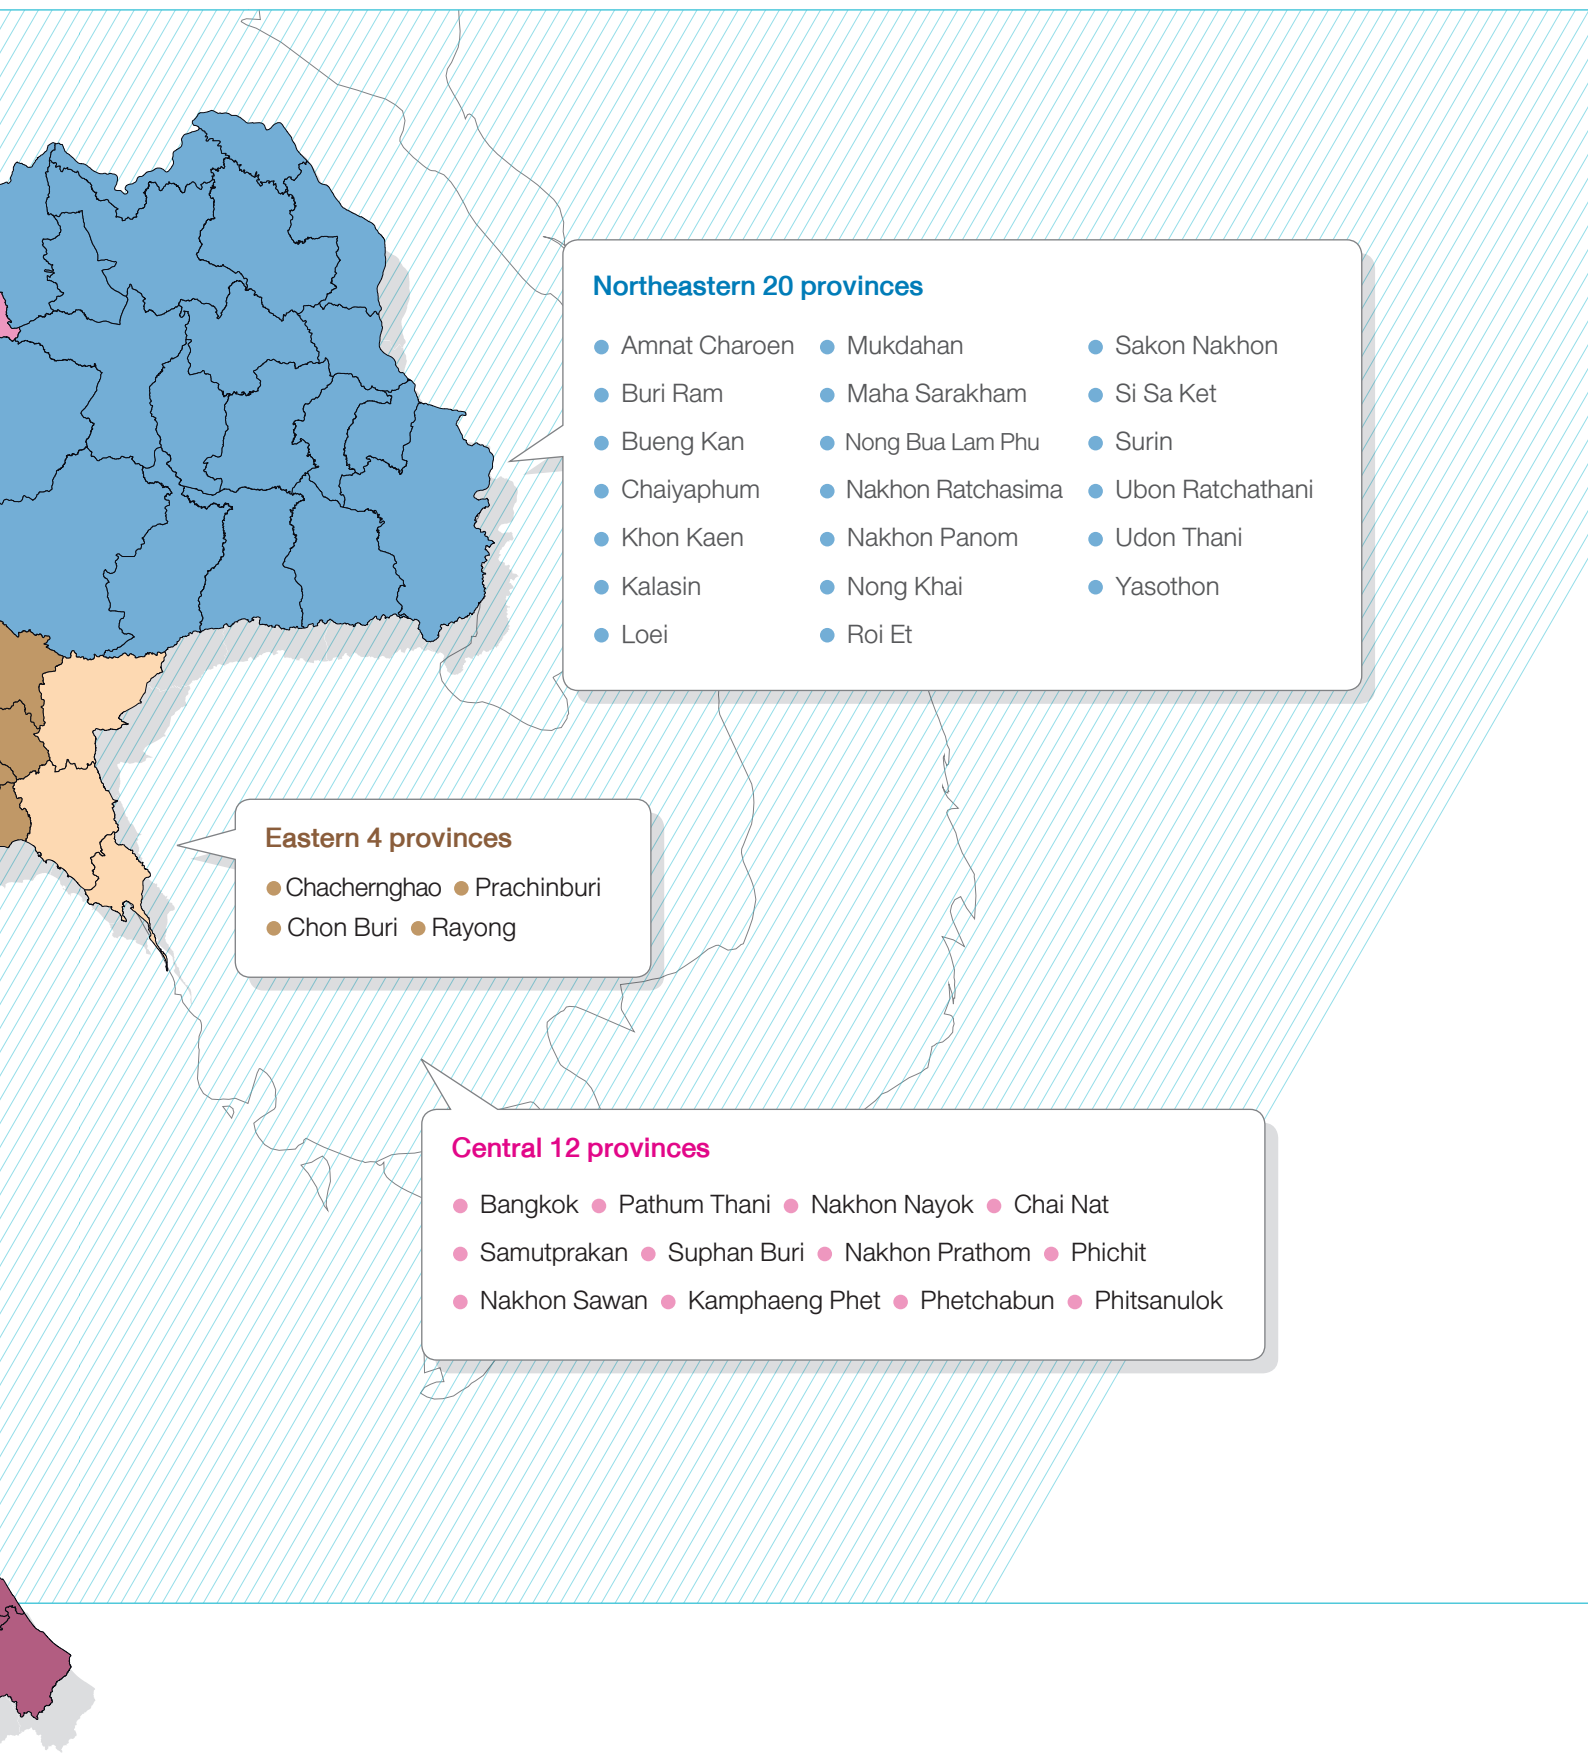 Northeastern 20 provinces
Amnat Charoen Mukdahan Sakon Nakhon
Buri Ram Maha Sarakham Si Sa Ket
Bueng Kan Nong Bua Lam Phu Surin
Chaiyaphum Nakhon Ratchasima Ubon Ratchathani
Khon Kaen Nakhon Panom Udon Thani
Kalasin Nong Khai Yasothon
Loei Roi Et
Eastern 4 provinces
Chachernghao Prachinburi
Chon Buri Rayong
Central 12 provinces
Bangkok Pathum Thani Nakhon Nayok Chai Nat
Samutprakan Suphan Buri Nakhon Prathom Phichit
Nakhon Sawan Kamphaeng Phet Phetchabun Phitsanulok